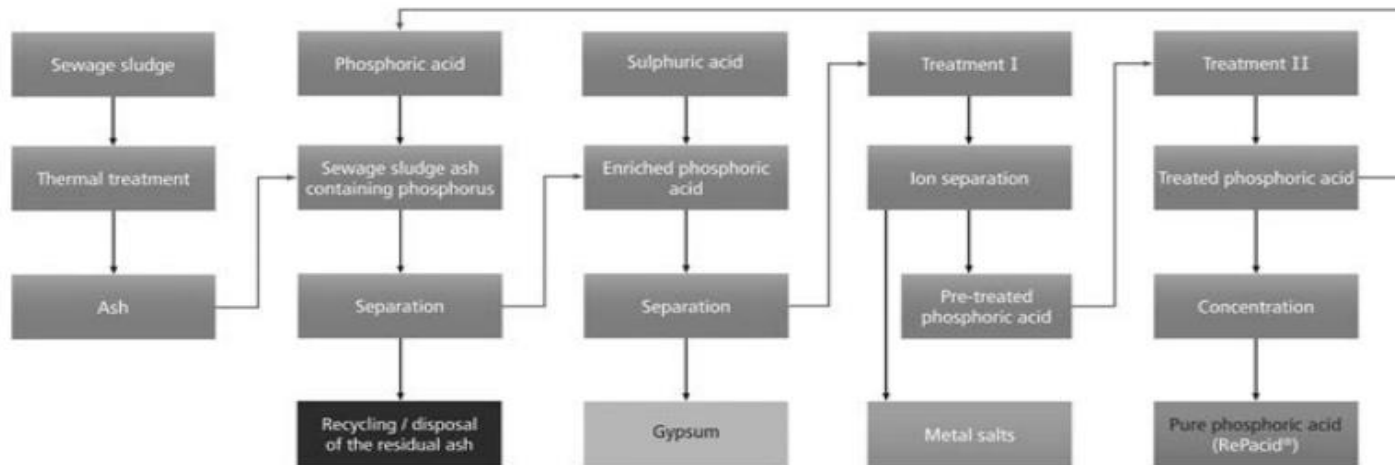 Sewage sludge
Thermal treatment
Ash
Phosphoric acid
Sewage sludge ash
containing phosphorus
Separation
Recycling / disposal
of the residual ash
Sulphuric acid
Enriched phosphoric
acid
Separation
Gypsum
Treatment I
Ion separation
Pre-treated
phosphoric acid
Metal salts
Treatment II
Treated phosphoric acid
Concentration
Pure phosphoric acid
(RePacid®)